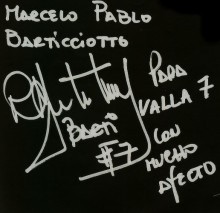 MARCELO PABLO
BARTICCIOTTO
PARA
VALLA 7
BARTI
#7
CON
MUCHO
AFECTO